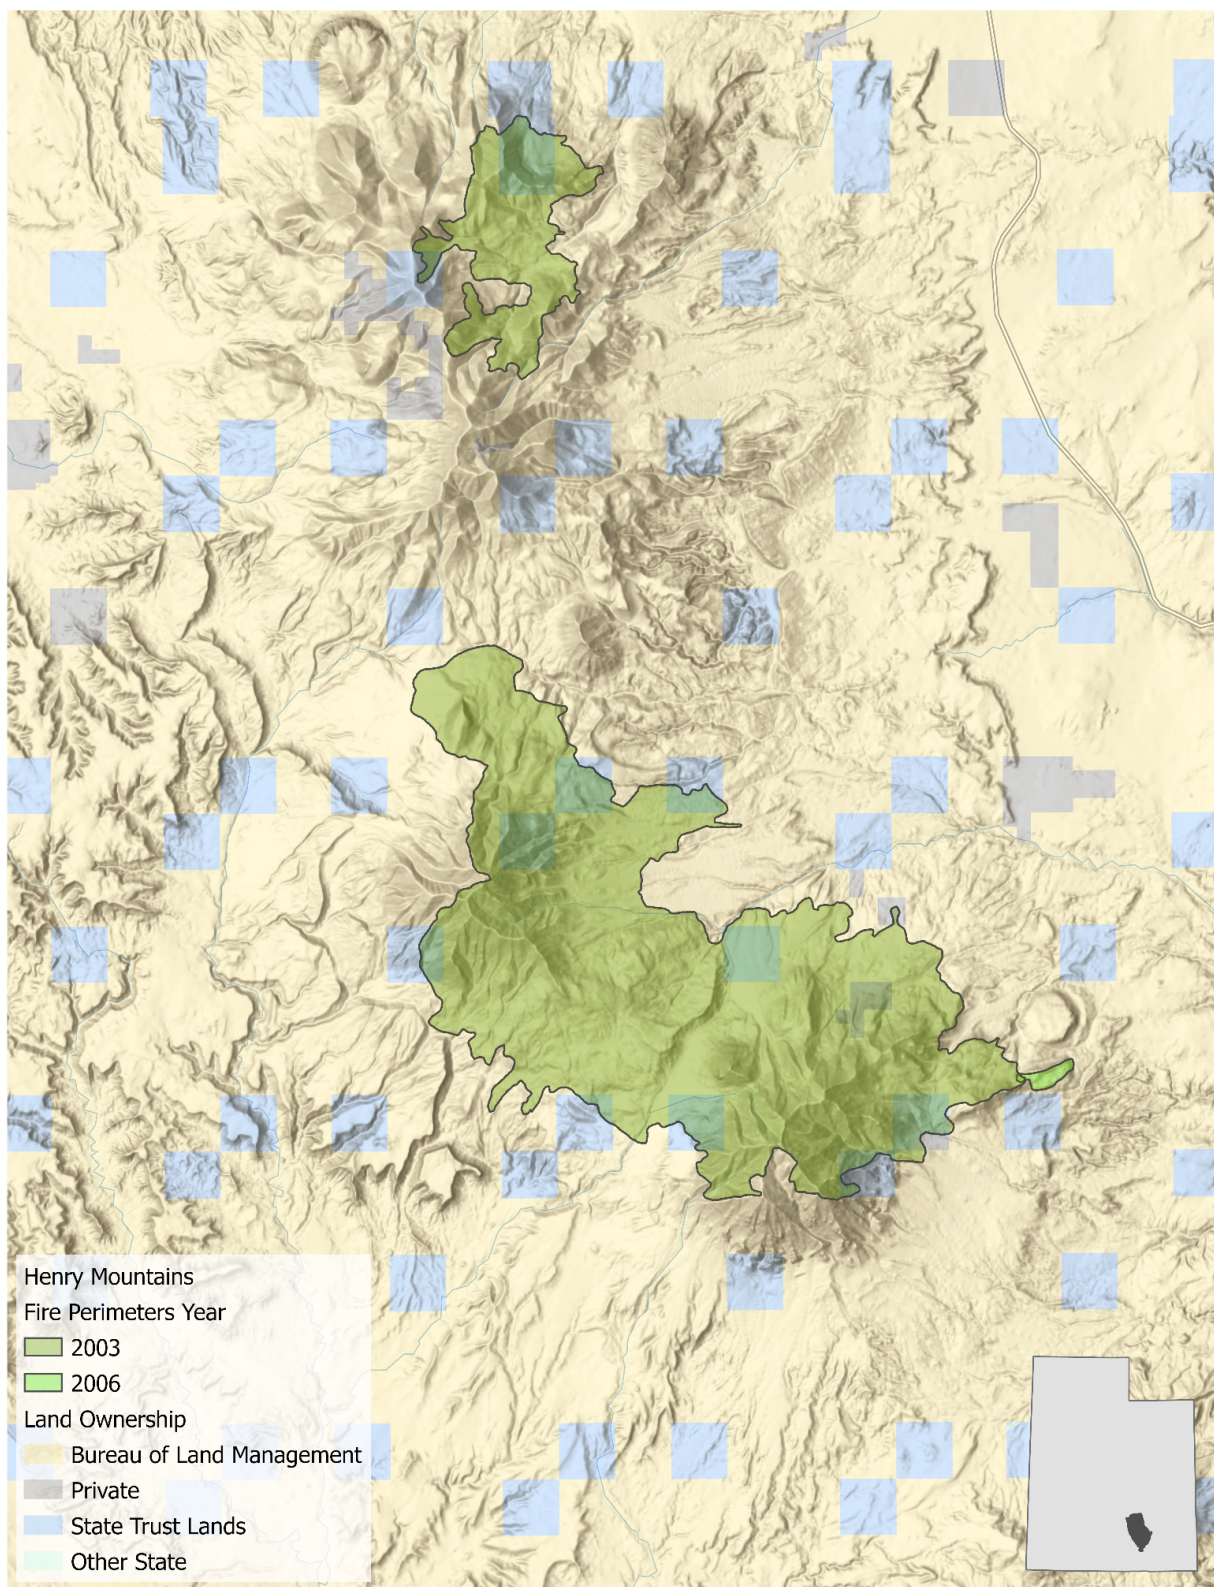 Henry Mountains
Fire Perimeters Year
2003
2006
Land Ownership
Bureau of Land Management
Private
State Trust Lands
Other State